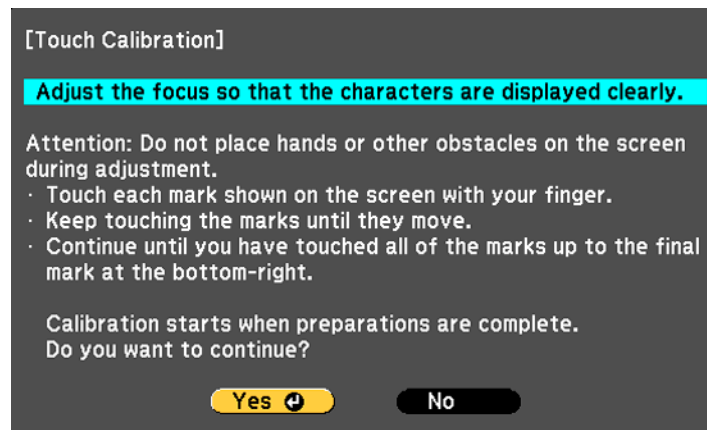 [Touch Calibration]
Adjust the focus so that the characters are displayed clearly.
Attention: Do not place hands or other obstacles on the screen
during adjustment.
· Touch each mark shown on the screen with your finger.
· Keep touching the marks until they move.
· Continue until you have touched all of the marks up to the final
mark at the bottom-right.
Calibration starts when preparations are complete.
Do you want to continue?
Yes ↵ No